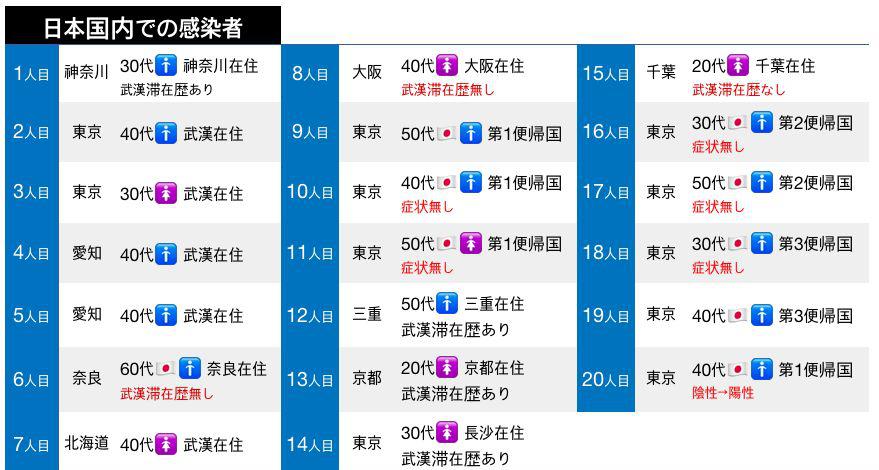 日本国内での感染者
1人目 神奈川 30代 神奈川在住
武漢滞在歴あり
2人目 東京 40代 武漢在住
3人目 東京 30代 武漢在住
4人目 愛知 40代 武漢在住
5人目 愛知 40代 武漢在住
6人目 奈良 60代 奈良在住
武漢滞在歴無し
7人目 北海道 40代 武漢在住
8人目 大阪 40代 大阪在住
武漢滞在歴無し
9人目 東京 50代 第1便帰国
10人目 東京 40代 第1便帰国
症状無し
11人目 東京 50代 第1便帰国
症状無し
12人目 三重 50代 三重在住
武漢滞在歴あり
13人目 京都 20代 京都在住
武漢滞在歴あり
14人目 東京 30代 長沙在住
武漢滞在歴あり
15人目 千葉 20代 千葉在住
武漢滞在歴なし
16人目 東京 30代 第2便帰国
症状無し
17人目 東京 50代 第2便帰国
症状無し
18人目 東京 30代 第3便帰国
症状無し
19人目 東京 40代 第3便帰国
20人目 東京 40代 第1便帰国
陰性→陽性